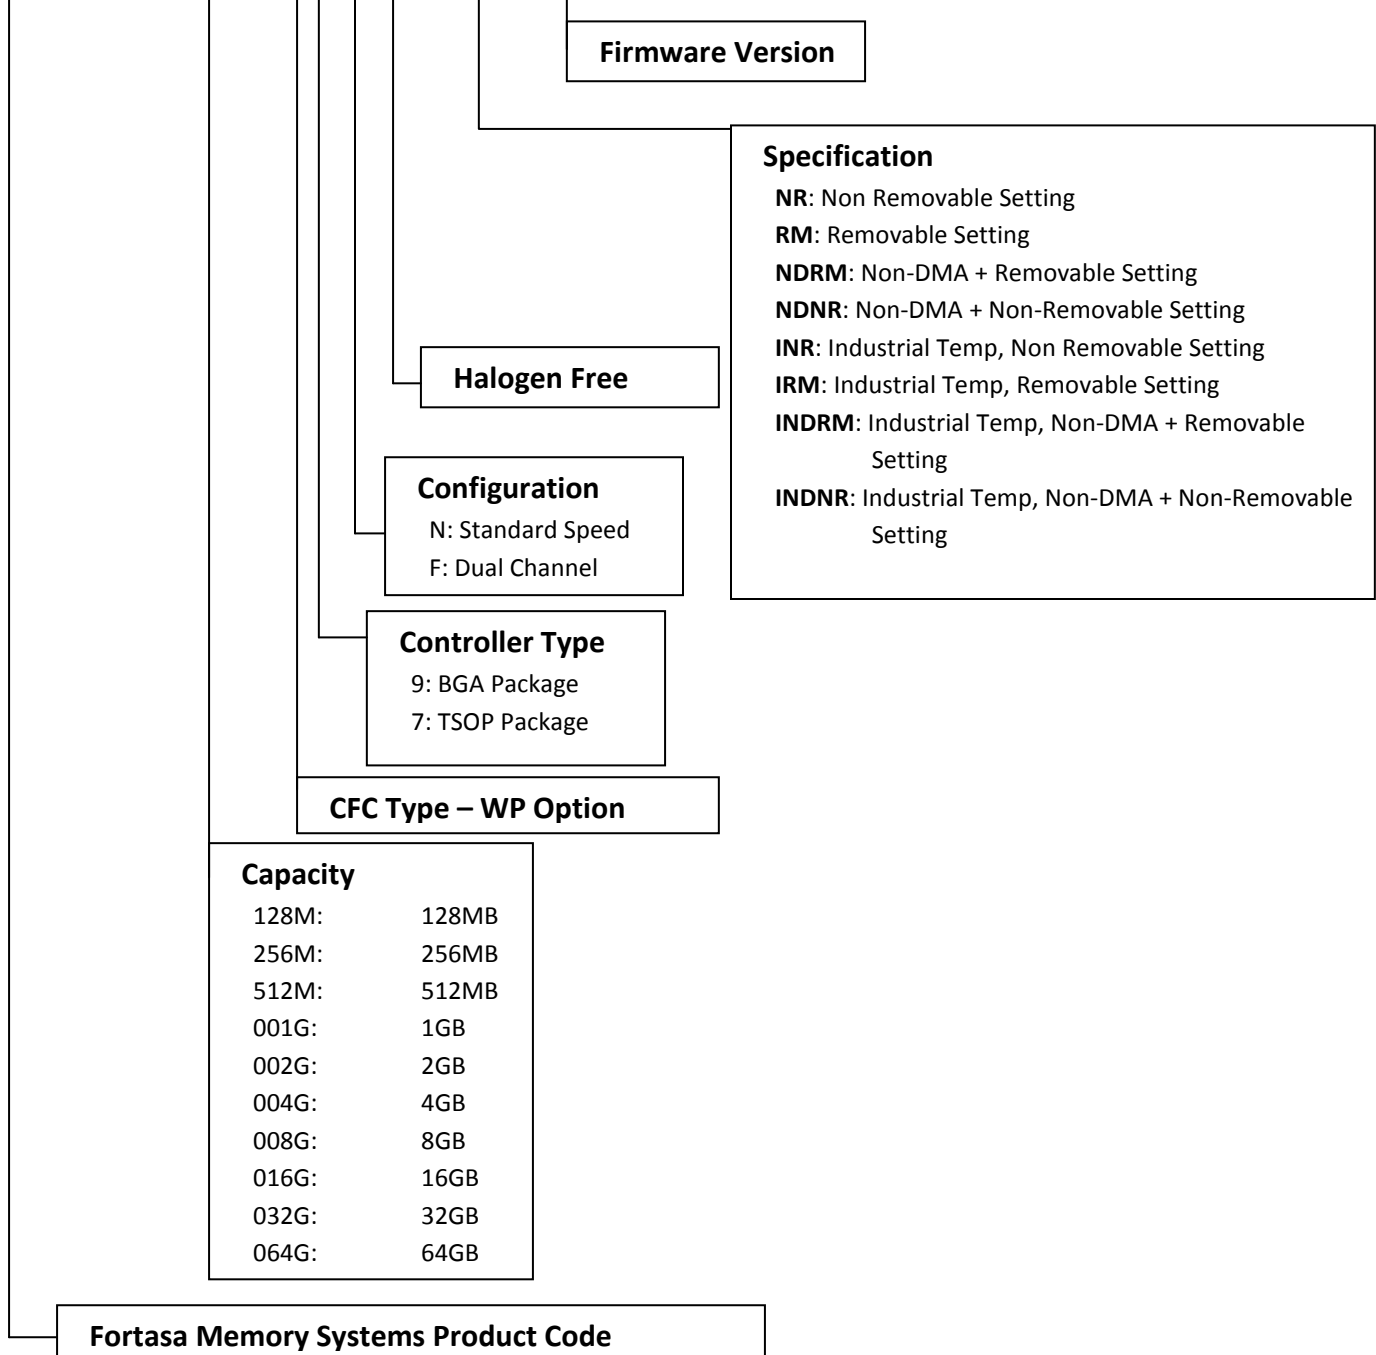 Firmware Version
Specification
NR: Non Removable Setting
RM: Removable Setting
NDRM: Non-DMA + Removable Setting
NDNR: Non-DMA + Non-Removable Setting
INR: Industrial Temp, Non Removable Setting
IRM: Industrial Temp, Removable Setting
INDRM: Industrial Temp, Non-DMA + Removable
Setting
INDNR: Industrial Temp, Non-DMA + Non-Removable
Setting
Halogen Free
Configuration
N: Standard Speed
F: Dual Channel
Controller Type
9: BGA Package
7: TSOP Package
CFC Type – WP Option
Capacity
128M: 128MB
256M: 256MB
512M: 512MB
001G: 1GB
002G: 2GB
004G: 4GB
008G: 8GB
016G: 16GB
032G: 32GB
064G: 64GB
Fortasa Memory Systems Product Code